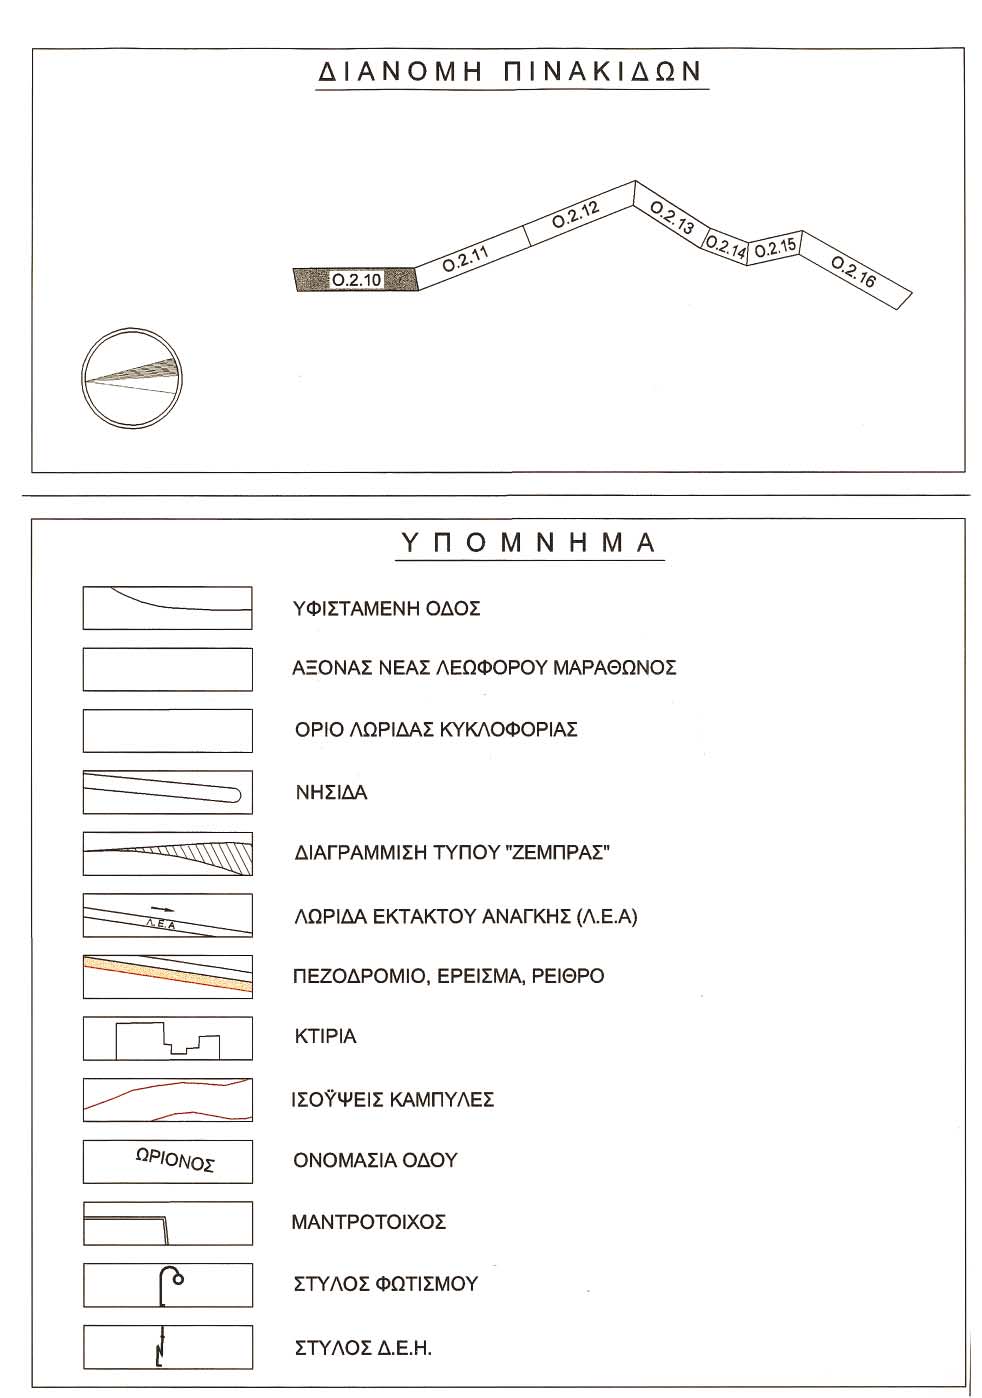 ΔΙΑΝΟΜΗ ΠΙΝΑΚΙΔΩΝ
Ο.2.10
Ο.2.11
Ο.2.12
Ο.2.13
Ο.2.14
Ο.2.15
Ο.2.16
ΥΠΟΜΝΗΜΑ
ΥΦΙΣΤΑΜΕΝΗ ΟΔΟΣ
ΑΞΟΝΑΣ ΝΕΑΣ ΛΕΩΦΟΡΟΥ ΜΑΡΑΘΩΝΟΣ
ΟΡΙΟ ΛΩΡΙΔΑΣ ΚΥΚΛΟΦΟΡΙΑΣ
ΝΗΣΙΔΑ
ΔΙΑΓΡΑΜΜΙΣΗ ΤΥΠΟΥ "ΖΕΜΠΡΑΣ"
Λ.Ε.Α
ΛΩΡΙΔΑ ΕΚΤΑΚΤΟΥ ΑΝΑΓΚΗΣ (Λ.Ε.Α)
ΠΕΖΟΔΡΟΜΙΟ, ΕΡΕΙΣΜΑ, ΡΕΙΘΡΟ
ΚΤΙΡΙΑ
ΙΣΟΫΨΕΙΣ ΚΑΜΠΥΛΕΣ
ΩΡΙΟΝΟΣ
ΟΝΟΜΑΣΙΑ ΟΔΟΥ
ΜΑΝΤΡΟΤΟΙΧΟΣ
ΣΤΥΛΟΣ ΦΩΤΙΣΜΟΥ
ΣΤΥΛΟΣ Δ.Ε.Η.